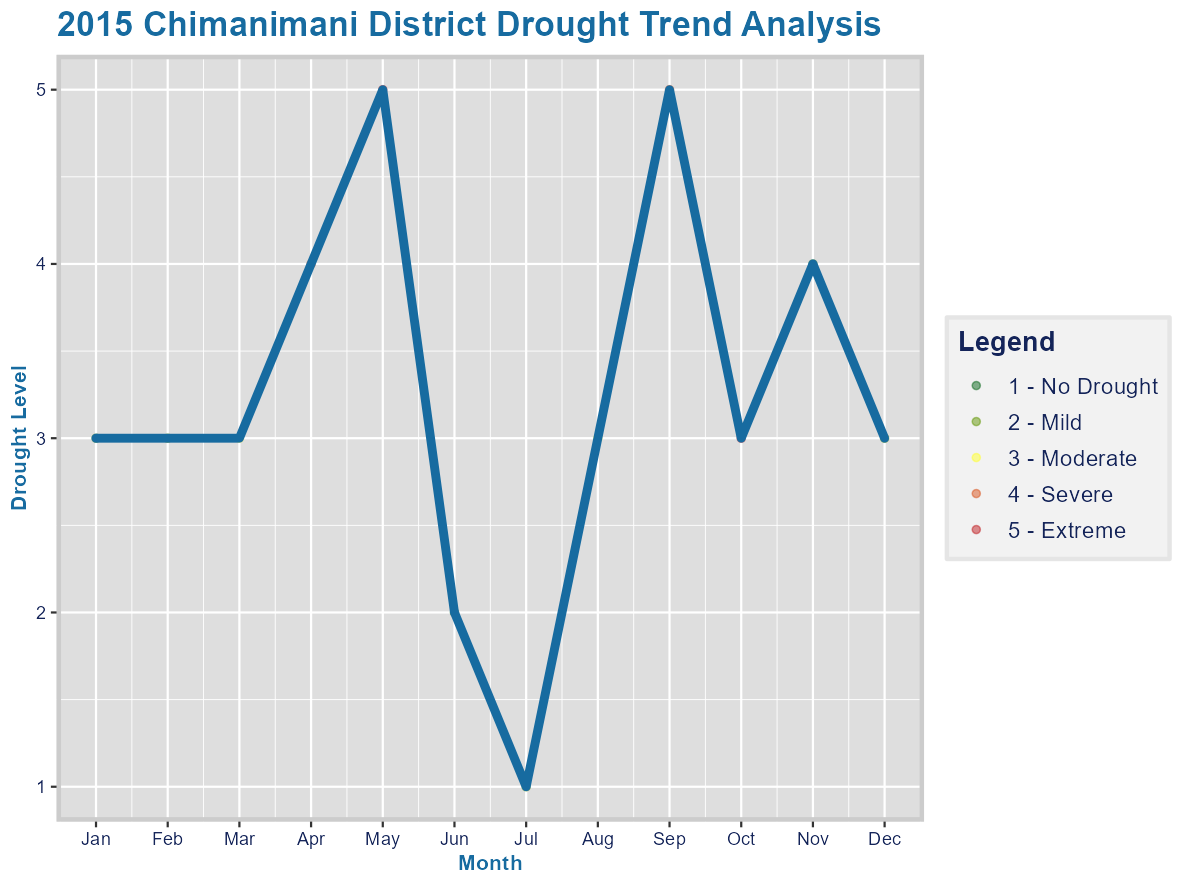 2015 Chimanimani District Drought Trend Analysis
5
4
3
2
1
Drought Level
Jan Feb Mar Apr May Jun Jul Aug Sep Oct Nov Dec
Month
Legend
1 - No Drought
2 - Mild
3 - Moderate
4 - Severe
5 - Extreme